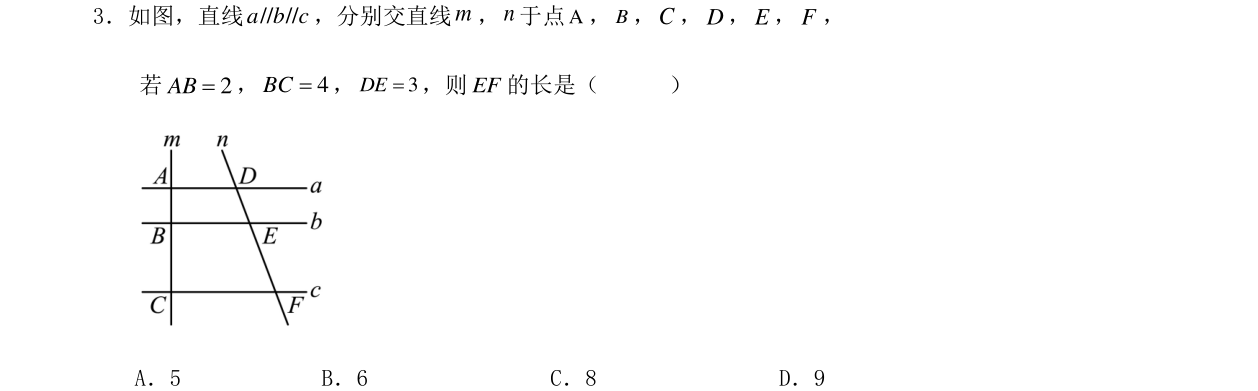 3．如图，直线a//b//c，分别交直线m，n于点A，B，C，D，E，F，
若AB=2，BC=4，DE=3，则EF的长是（　　）
m n
A D a
B E b
C F c
A．5 B．6 C．8 D．9